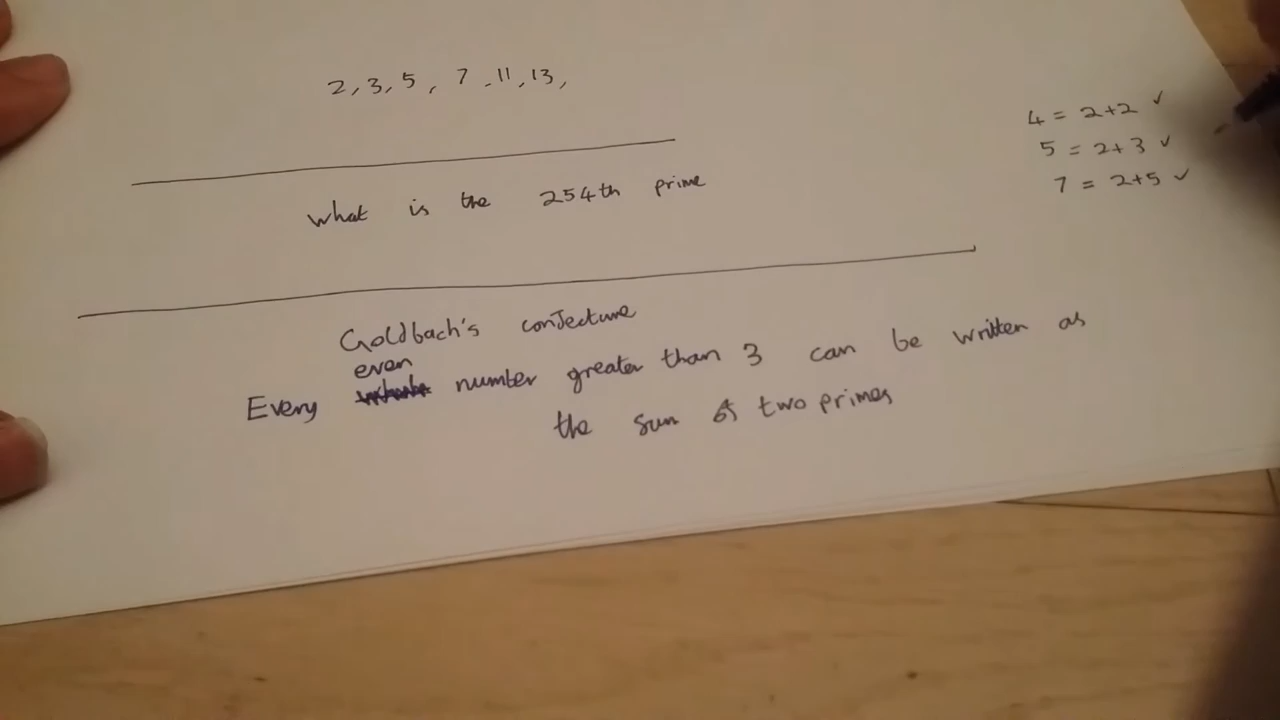 2, 3, 5, 7, 11, 13,
4 = 2+2 ✓
5 = 2+3 ✓
7 = 2+5 ✓
what is the 254th prime
Goldbach's conjecture
even
Every number greater than 3 can be written as
the sum of two primes